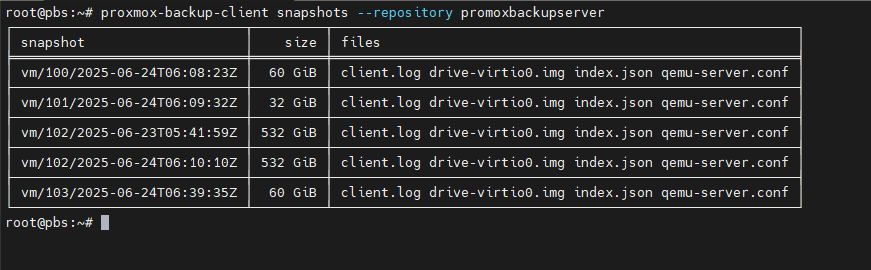 root@pbs:~# proxmox-backup-client snapshots --repository promoxbackupserver
snapshot size files
vm/100/2025-06-24T06:08:23Z 60 GiB client.log drive-virtio0.img index.json qemu-server.conf
vm/101/2025-06-24T06:09:32Z 32 GiB client.log drive-virtio0.img index.json qemu-server.conf
vm/102/2025-06-23T05:41:59Z 532 GiB client.log drive-virtio0.img index.json qemu-server.conf
vm/102/2025-06-24T06:10:10Z 532 GiB client.log drive-virtio0.img index.json qemu-server.conf
vm/103/2025-06-24T06:39:35Z 60 GiB client.log drive-virtio0.img index.json qemu-server.conf
root@pbs:~#